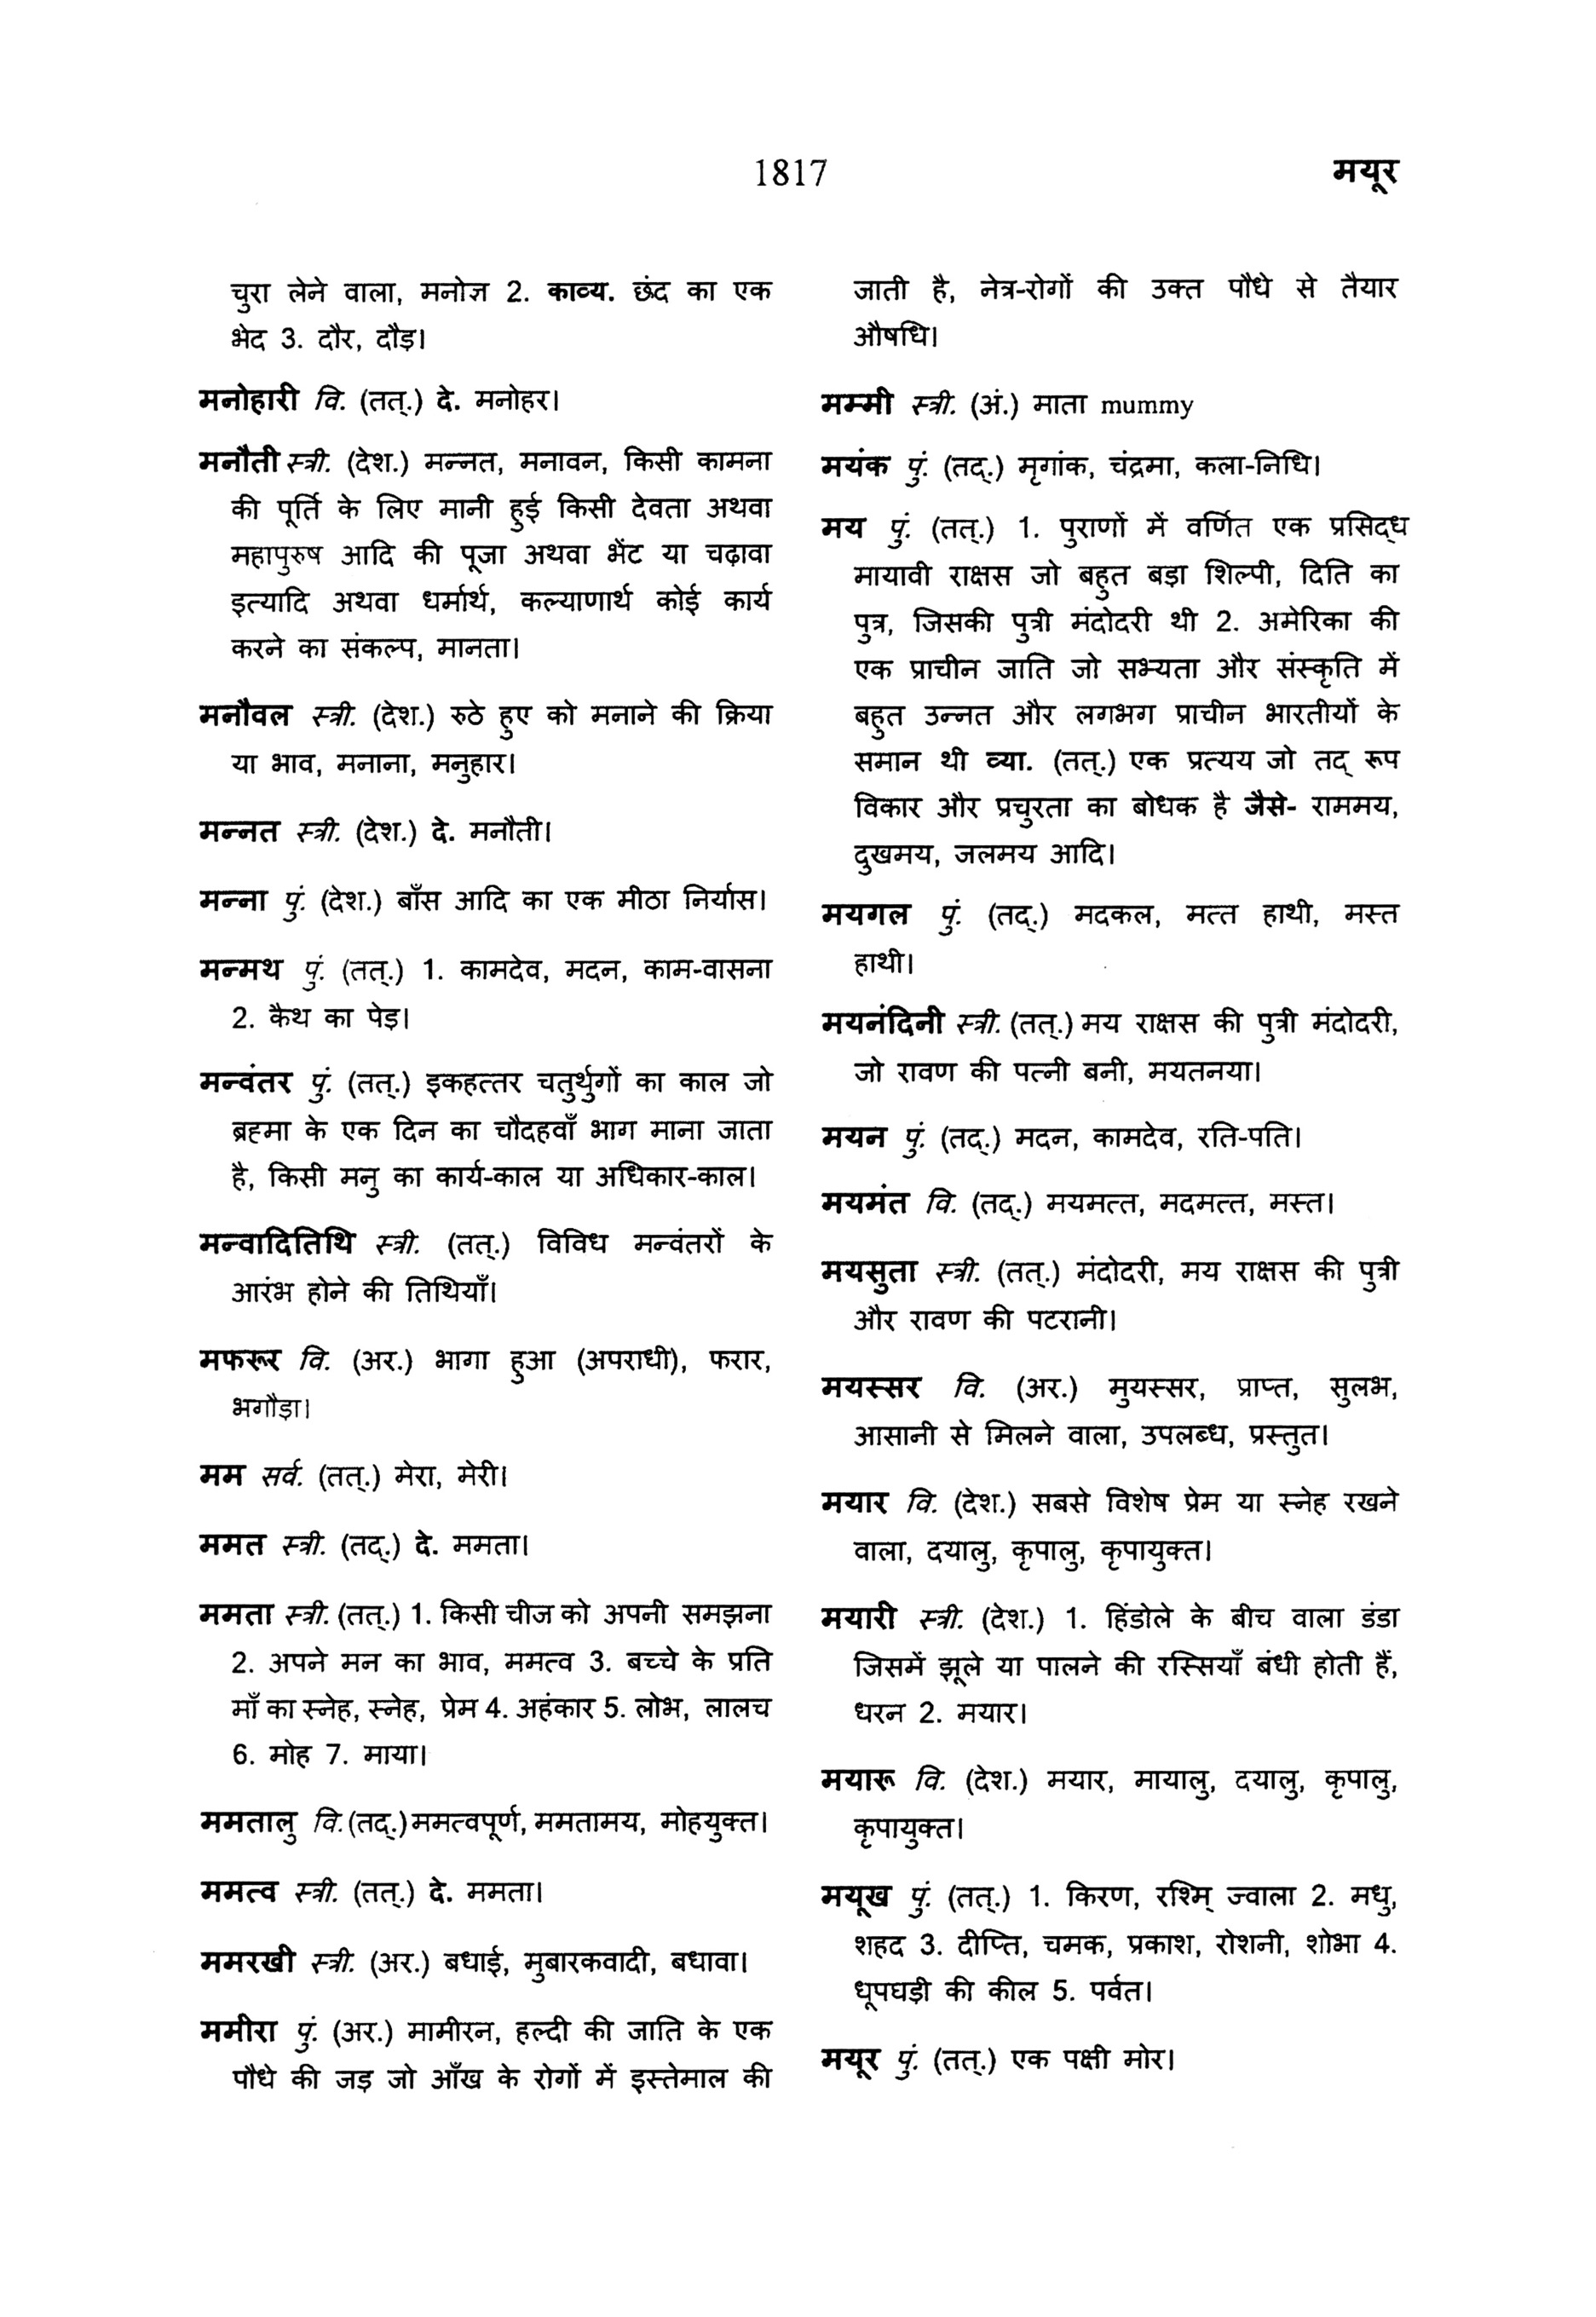 1817
मयूर
चुरा लेने वाला, मनोज्ञ 2. काव्य. छंद का एक
भेद 3. दौर, दौड़।
मनोहारी वि. (तत्.) दे. मनोहर।
मनौती स्त्री. (देश.) मन्नत, मनावन, किसी कामना
की पूर्ति के लिए मानी हुई किसी देवता अथवा
महापुरुष आदि की पूजा अथवा भेंट या चढ़ावा
इत्यादि अथवा धर्मार्थ, कल्याणार्थ कोई कार्य
करने का संकल्प, मानता।
मनौवल स्त्री. (देश.) रुठे हुए को मनाने की क्रिया
या भाव, मनाना, मनुहार।
मन्नत स्त्री. (देश.) दे. मनौती।
मन्ना पुं. (देश.) बाँस आदि का एक मीठा निर्यास।
मन्मथ पुं. (तत्.) 1. कामदेव, मदन, काम-वासना
2. कैथ का पेड़।
मन्वंतर पुं. (तत्.) इकहत्तर चतुर्थुगों का काल जो
ब्रह्मा के एक दिन का चौदहवाँ भाग माना जाता
है, किसी मनु का कार्य-काल या अधिकार-काल।
मन्वादितिथि स्त्री. (तत्.) विविध मन्वंतरों के
आरंभ होने की तिथियाँ।
मफरूर वि. (अर.) भागा हुआ (अपराधी), फरार,
भगौड़ा।
मम सर्व. (तत्.) मेरा, मेरी।
ममत स्त्री. (तद्.) दे. ममता।
ममता स्त्री. (तत्.) 1. किसी चीज को अपनी समझना
2. अपने मन का भाव, ममत्व 3. बच्चे के प्रति
माँ का स्नेह, स्नेह, प्रेम 4. अहंकार 5. लोभ, लालच
6. मोह 7. माया।
ममतालु वि. (तद्.) ममत्वपूर्ण, ममतामय, मोहयुक्त।
ममत्व स्त्री. (तत्.) दे. ममता।
ममरखी स्त्री. (अर.) बधाई, मुबारकवादी, बधावा।
ममीरा पुं. (अर.) मामीरन, हल्दी की जाति के एक
पौधे की जड़ जो आँख के रोगों में इस्तेमाल की
जाती है, नेत्र-रोगों की उक्त पौधे से तैयार
औषधि।
मम्मी स्त्री. (अं.) माता mummy
मयंक पुं. (तद्.) मृगांक, चंद्रमा, कला-निधि।
मय पुं. (तत्.) 1. पुराणों में वर्णित एक प्रसिद्ध
मायावी राक्षस जो बहुत बड़ा शिल्पी, दिति का
पुत्र, जिसकी पुत्री मंदोदरी थी 2. अमेरिका की
एक प्राचीन जाति जो सभ्यता और संस्कृति में
बहुत उन्नत और लगभग प्राचीन भारतीयों के
समान थी व्या. (तत्.) एक प्रत्यय जो तद् रूप
विकार और प्रचुरता का बोधक है जैसे- राममय,
दुखमय, जलमय आदि।
मयगल पुं. (तद्.) मदकल, मत्त हाथी, मस्त
हाथी।
मयनंदिनी स्त्री. (तत्.) मय राक्षस की पुत्री मंदोदरी,
जो रावण की पत्नी बनी, मयतनया।
मयन पुं. (तद्.) मदन, कामदेव, रति-पति।
मयमंत वि. (तद्.) मयमत्त, मदमत्त, मस्त।
मयसुता स्त्री. (तत्.) मंदोदरी, मय राक्षस की पुत्री
और रावण की पटरानी।
मयस्सर वि. (अर.) मुयस्सर, प्राप्त, सुलभ,
आसानी से मिलने वाला, उपलब्ध, प्रस्तुत।
मयार वि. (देश.) सबसे विशेष प्रेम या स्नेह रखने
वाला, दयालु, कृपालु, कृपायुक्त।
मयारी स्त्री. (देश.) 1. हिंडोले के बीच वाला डंडा
जिसमें झूले या पालने की रस्सियाँ बंधी होती हैं,
धरन 2. मयार।
मयारू वि. (देश.) मयार, मायालु, दयालु, कृपालु,
कृपायुक्त।
मयूख पुं. (तत्.) 1. किरण, रश्मि् ज्वाला 2. मधु,
शहद 3. दीप्ति, चमक, प्रकाश, रोशनी, शोभा 4.
धूपघड़ी की कील 5. पर्वत।
मयूर पुं. (तत्.) एक पक्षी मोर।